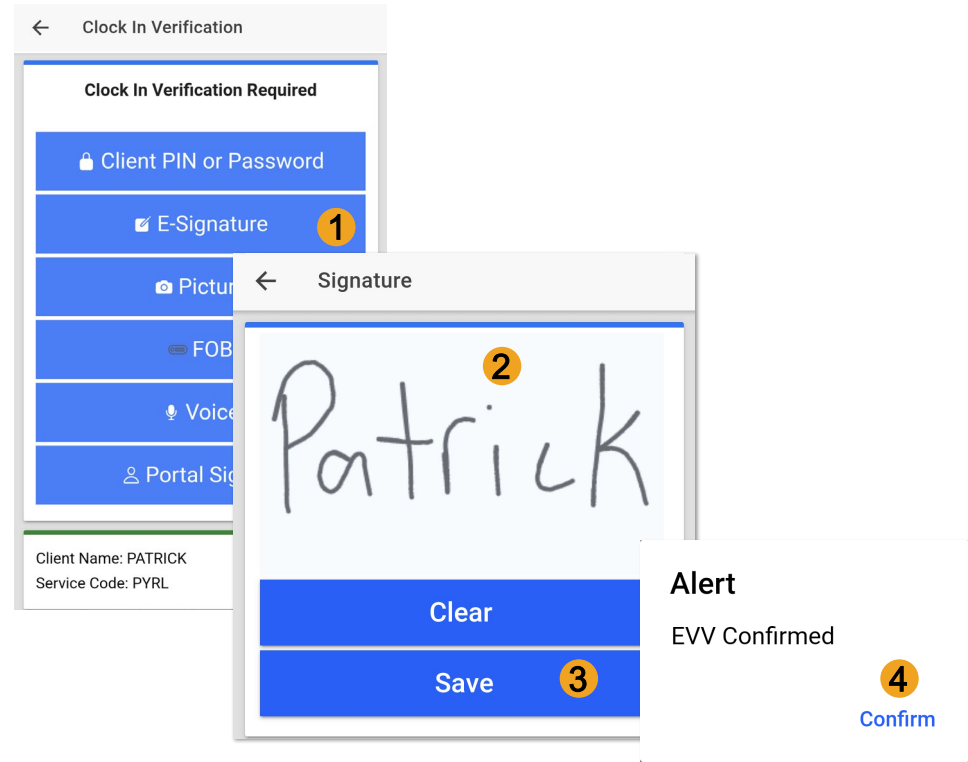 Clock In Verification
Clock In Verification Required
Client PIN or Password
E-Signature
1
Pictur
FOB
Voice
Portal Sig
Client Name: PATRICK
Service Code: PYRL
Signature
2
Patrick
Clear
Save
3
Alert
EVV Confirmed
4
Confirm